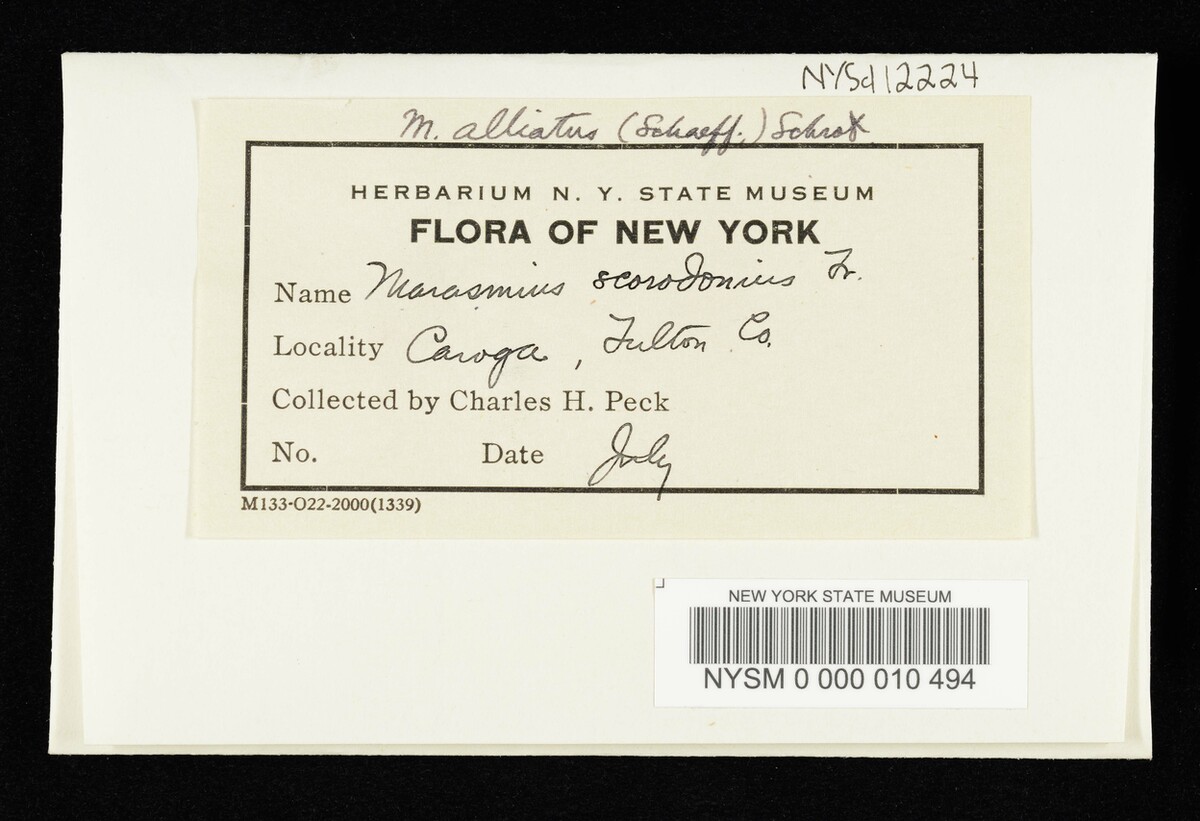 NYSd12224
M. alliatus (Schaeff.) Schroet.
HERBARIUM N. Y. STATE MUSEUM
FLORA OF NEW YORK
Name Marasmius scorodonius Fr.
Locality Caroga, Fulton Co.
Collected by Charles H. Peck
No. Date July
M133-O22-2000(1339)
NEW YORK STATE MUSEUM
NYSM 0 000 010 494